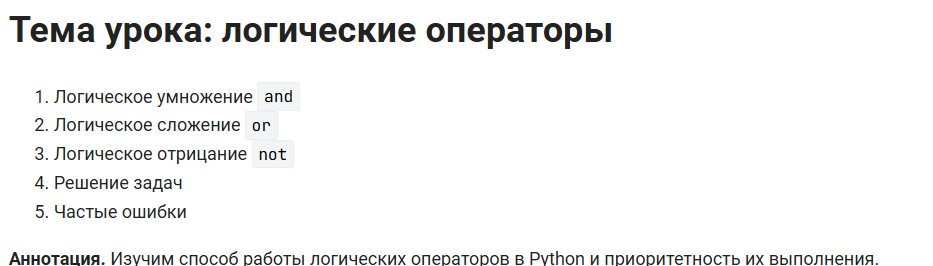 Тема урока: логические операторы
1. Логическое умножение and
2. Логическое сложение or
3. Логическое отрицание not
4. Решение задач
5. Частые ошибки
Аннотация. Изучим способ работы логических операторов в Python и приоритетность их выполнения.